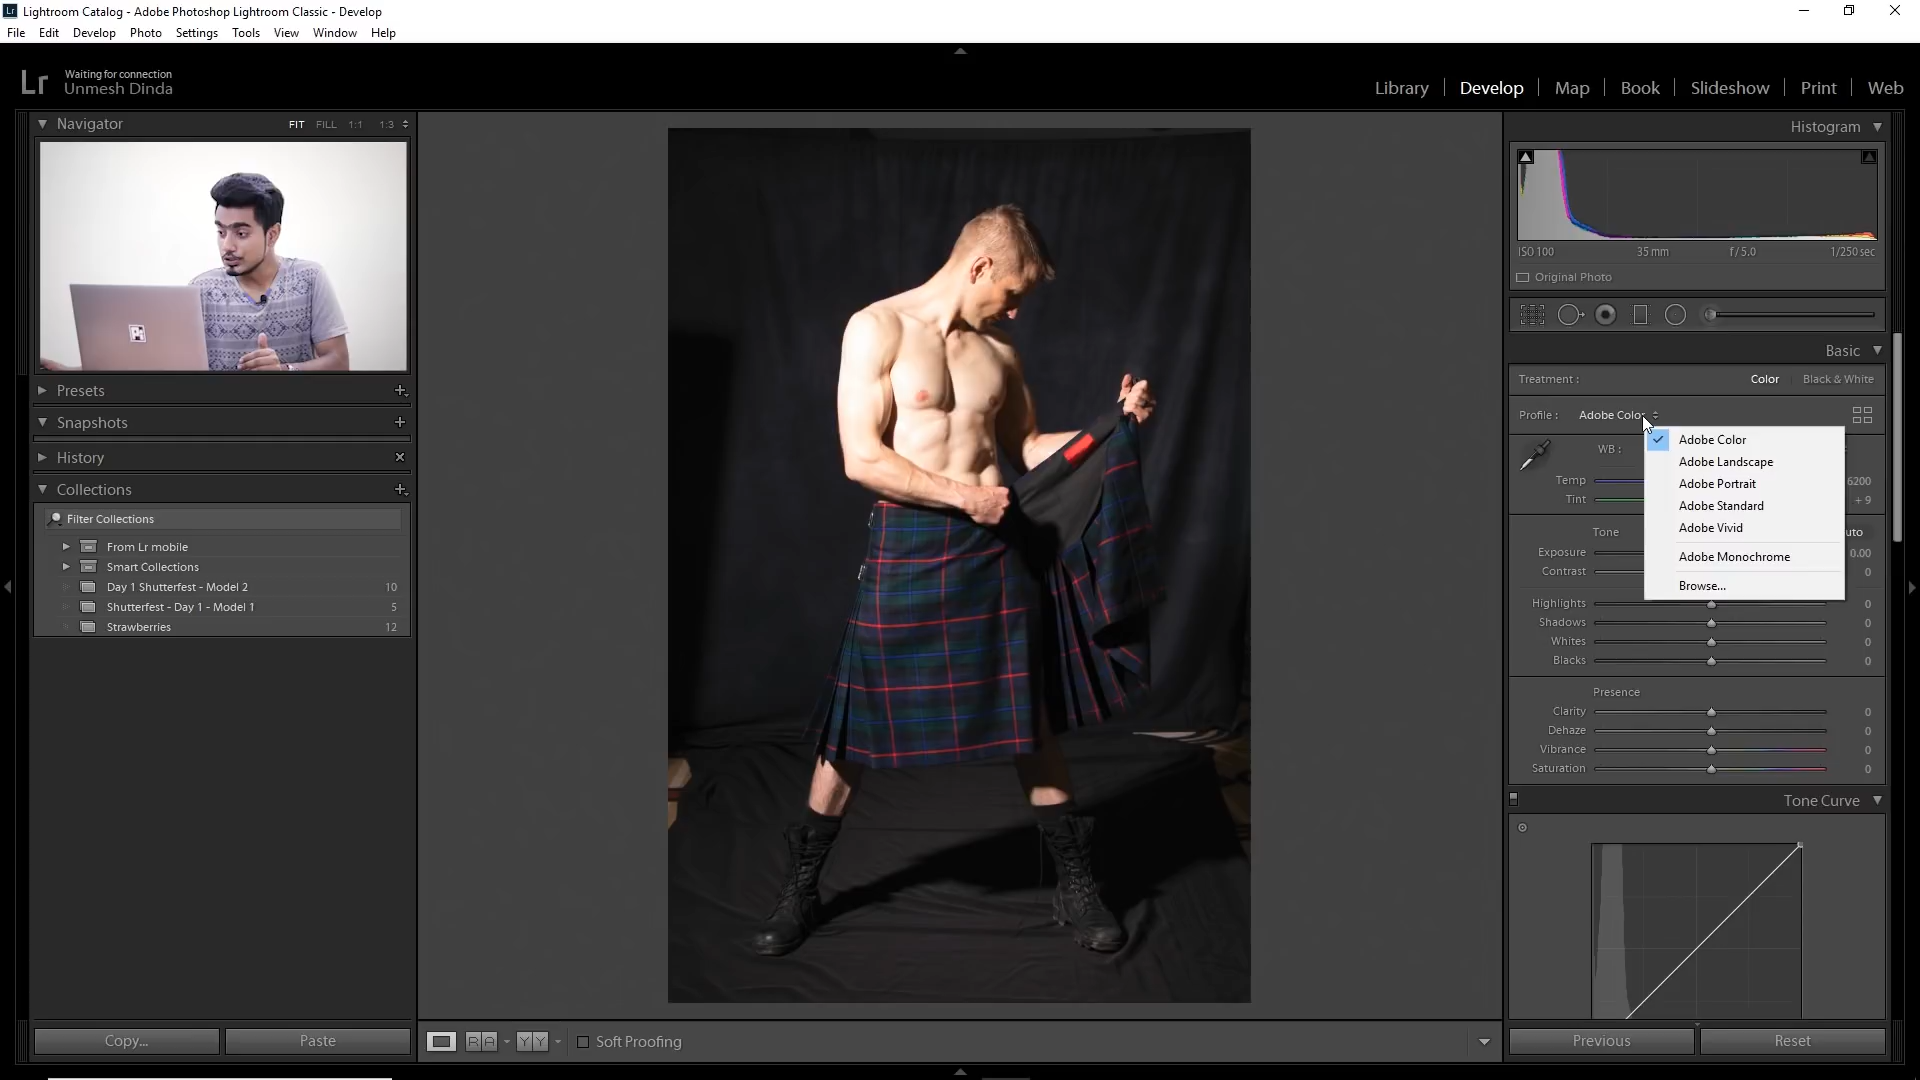 Lr Lightroom Catalog - Adobe Photoshop Lightroom Classic - Develop
File Edit Develop Photo Settings Tools View Window Help
Lr Waiting for connection
Unmesh Dinda
Library Develop Map Book Slideshow Print Web
Navigator FIT FILL 1:1 1:3
Presets
Snapshots
History
Collections
Filter Collections
From Lr mobile
Smart Collections
Day 1 Shutterfest - Model 2 10
Shutterfest - Day 1 - Model 1 5
Strawberries 12
Copy... Paste
R A Y Y Soft Proofing
Histogram
ISO 100 35 mm f / 5.0 1/250 sec
Original Photo
Basic
Treatment : Color Black & White
Profile : Adobe Color
Adobe Color
Adobe Landscape
Adobe Portrait
Adobe Standard
Adobe Vivid
Adobe Monochrome
Browse...
WB :
Temp 6200
Tint + 9
Tone uto
Exposure 0.00
Contrast 0
Highlights 0
Shadows 0
Whites 0
Blacks 0
Presence
Clarity 0
Dehaze 0
Vibrance 0
Saturation 0
Tone Curve
Previous Reset